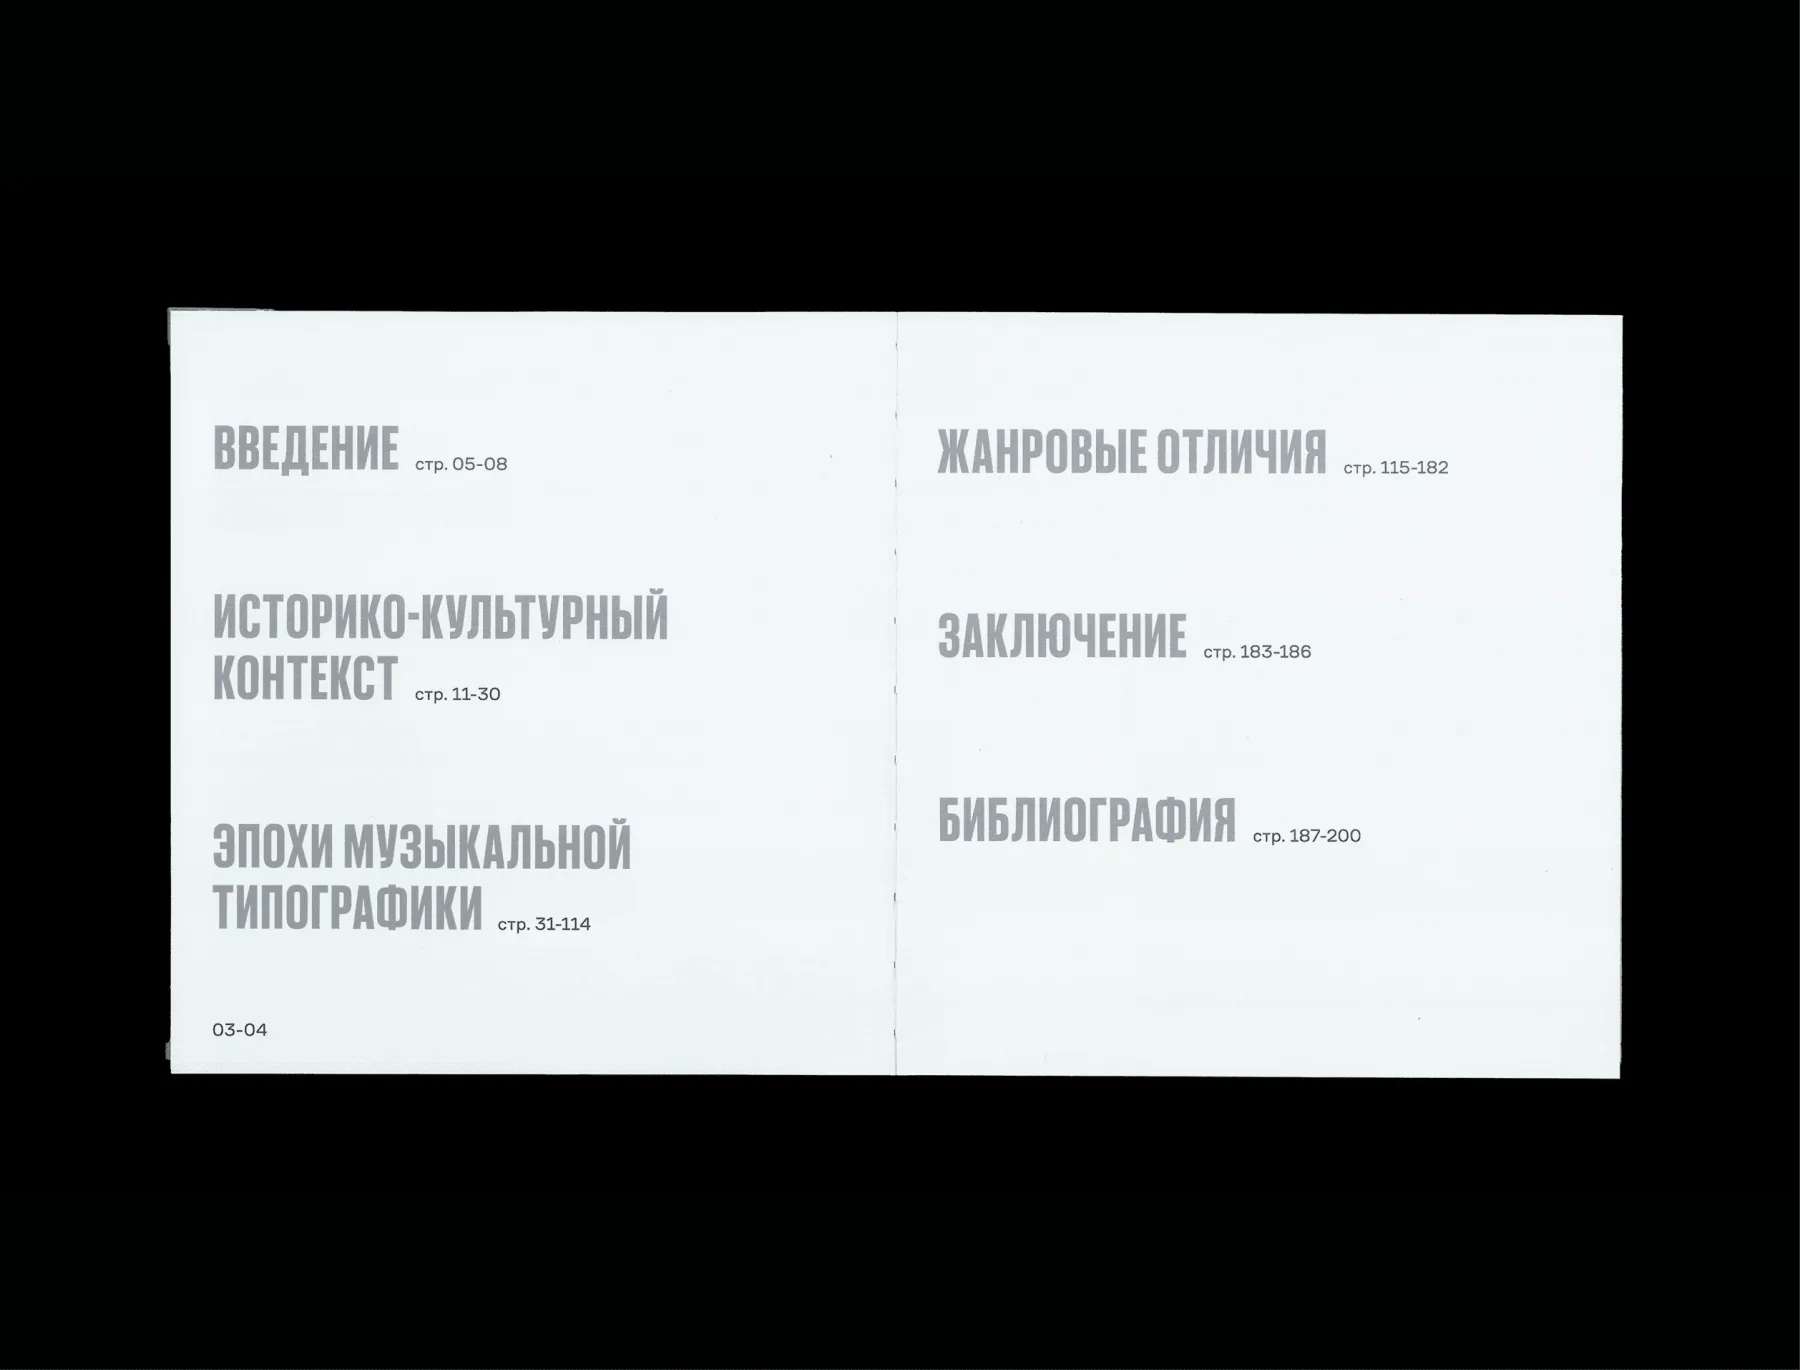 ВВЕДЕНИЕ стр. 05-08
ИСТОРИКО-КУЛЬТУРНЫЙ
КОНТЕКСТ стр. 11-30
ЭПОХИ МУЗЫКАЛЬНОЙ
ТИПОГРАФИКИ стр. 31-114
03-04
ЖАНРОВЫЕ ОТЛИЧИЯ стр. 115-182
ЗАКЛЮЧЕНИЕ стр. 183-186
БИБЛИОГРАФИЯ стр. 187-200